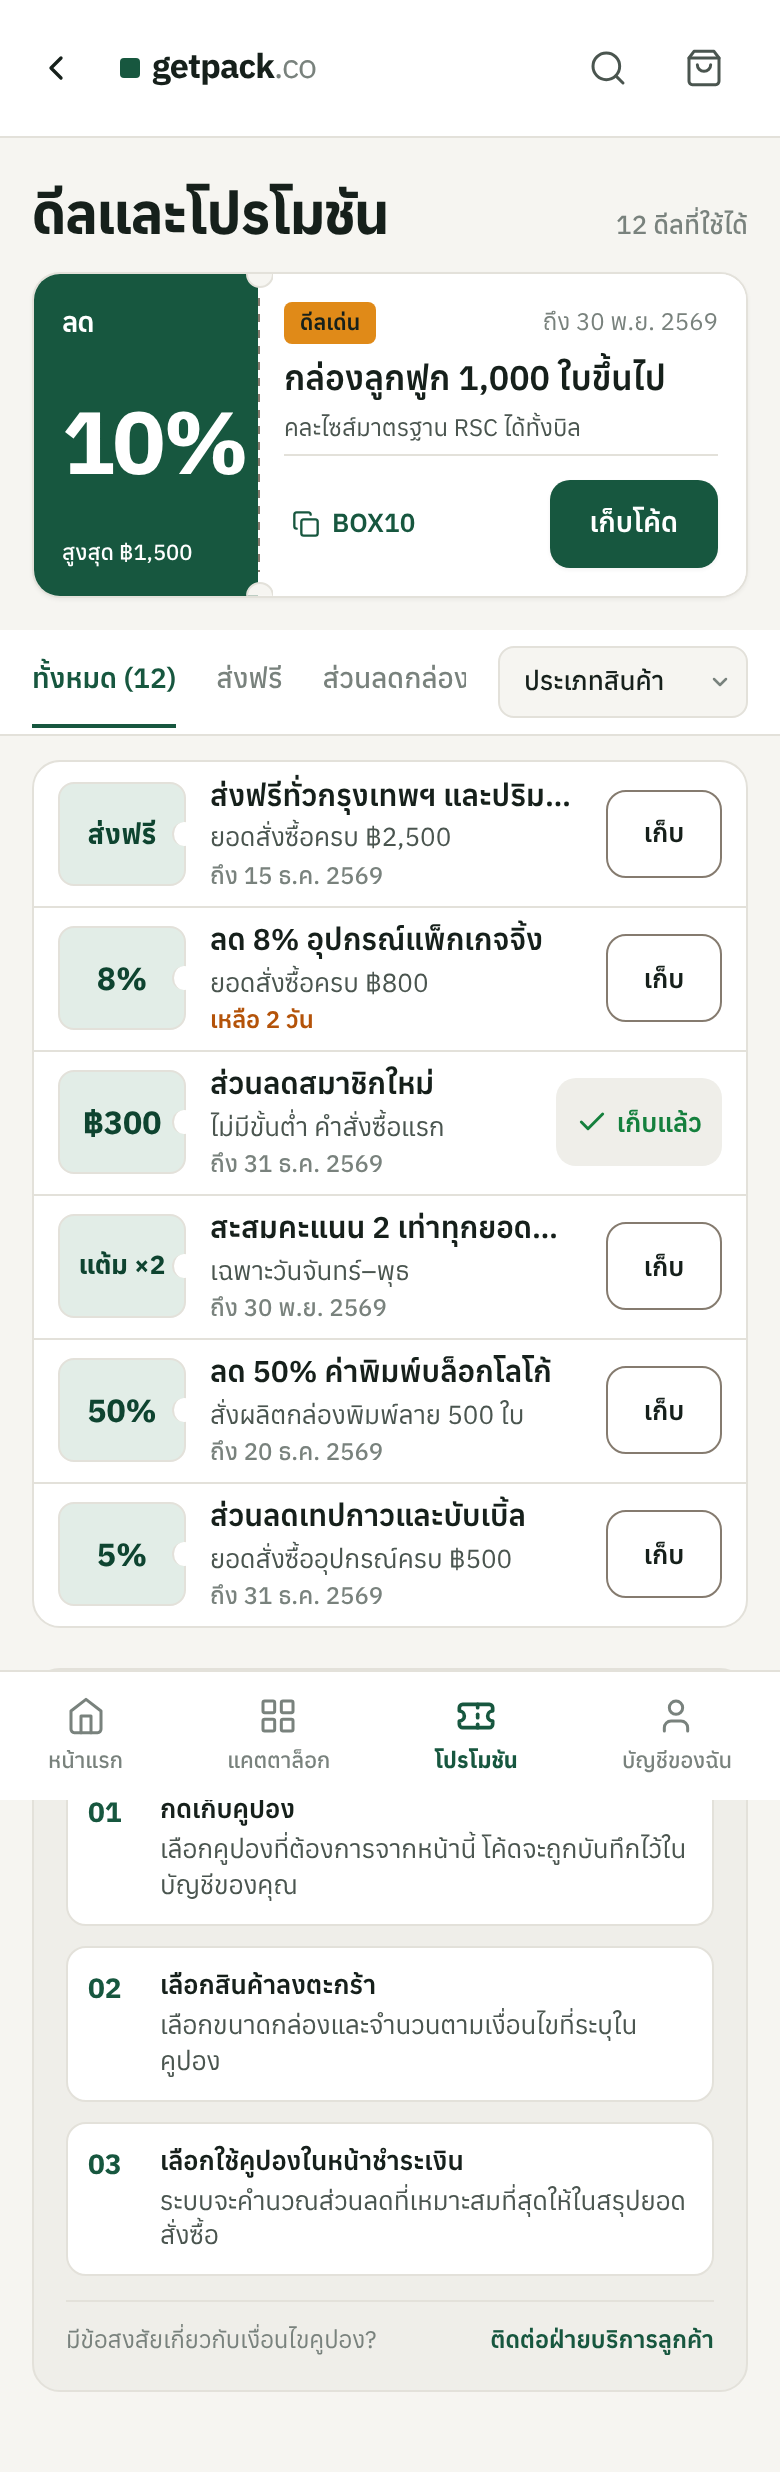 getpack.co
ดีลและโปรโมชัน
12 ดีลที่ใช้ได้
ลด
10%
สูงสุด ฿1,500
ดีลเด่น
ถึง 30 พ.ย. 2569
กล่องลูกฟูก 1,000 ใบขึ้นไป
คละไซส์มาตรฐาน RSC ได้ทั้งบิล
BOX10
เก็บโค้ด
ทั้งหมด (12)
ส่งฟรี
ส่วนลดกล่อง
ประเภทสินค้า
ส่งฟรี
ส่งฟรีทั่วกรุงเทพฯ และปริม...
ยอดสั่งซื้อครบ ฿2,500
ถึง 15 ธ.ค. 2569
เก็บ
8%
ลด 8% อุปกรณ์แพ็กเกจจิ้ง
ยอดสั่งซื้อครบ ฿800
เหลือ 2 วัน
เก็บ
฿300
ส่วนลดสมาชิกใหม่
ไม่มีขั้นต่ำ คำสั่งซื้อแรก
ถึง 31 ธ.ค. 2569
เก็บแล้ว
แต้ม ×2
สะสมคะแนน 2 เท่าทุกยอด...
เฉพาะวันจันทร์–พุธ
ถึง 30 พ.ย. 2569
เก็บ
50%
ลด 50% ค่าพิมพ์บล็อกโลโก้
สั่งผลิตกล่องพิมพ์ลาย 500 ใบ
ถึง 20 ธ.ค. 2569
เก็บ
5%
ส่วนลดเทปกาวและบับเบิ้ล
ยอดสั่งซื้ออุปกรณ์ครบ ฿500
ถึง 31 ธ.ค. 2569
เก็บ
หน้าแรก
แคตตาล็อก
โปรโมชัน
บัญชีของฉัน
01
กดเก็บคูปอง
เลือกคูปองที่ต้องการจากหน้านี้ โค้ดจะถูกบันทึกไว้ใน
บัญชีของคุณ
02
เลือกสินค้าลงตะกร้า
เลือกขนาดกล่องและจำนวนตามเงื่อนไขที่ระบุใน
คูปอง
03
เลือกใช้คูปองในหน้าชำระเงิน
ระบบจะคำนวณส่วนลดที่เหมาะสมที่สุดให้ในสรุปยอด
สั่งซื้อ
มีข้อสงสัยเกี่ยวกับเงื่อนไขคูปอง?
ติดต่อฝ่ายบริการลูกค้า